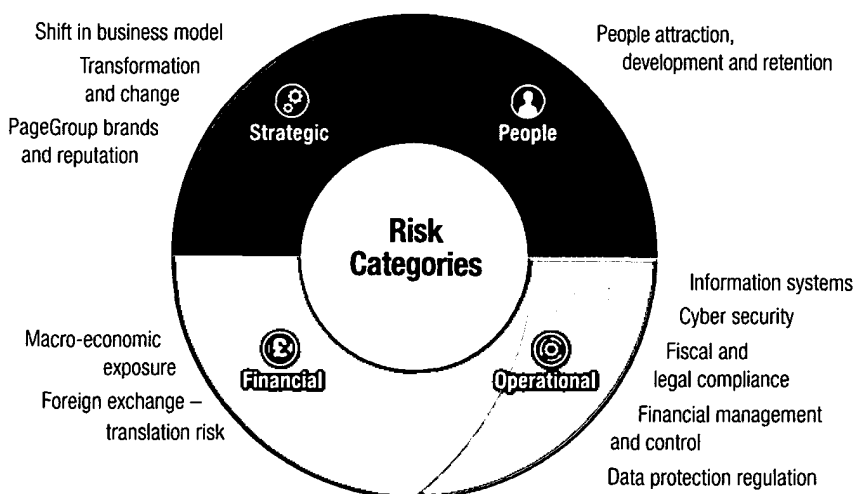 Shift in business model
Transformation
and change
PageGroup brands
and reputation
Strategic
People attraction,
development and retention
People
Risk
Categories
Macro-economic
exposure
Foreign exchange –
translation risk
£
Financial
Operational
Information systems
Cyber security
Fiscal and
legal compliance
Financial management
and control
Data protection regulation